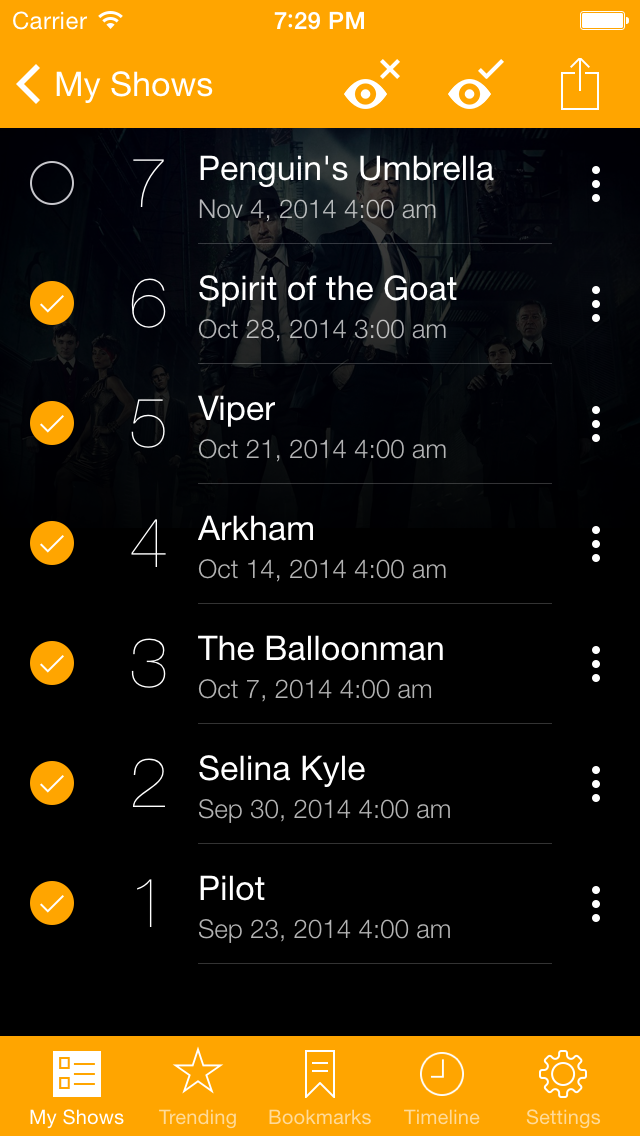 Carrier 7:29 PM
My Shows
7 Penguin's Umbrella
Nov 4, 2014 4:00 am
6 Spirit of the Goat
Oct 28, 2014 3:00 am
5 Viper
Oct 21, 2014 4:00 am
4 Arkham
Oct 14, 2014 4:00 am
3 The Balloonman
Oct 7, 2014 4:00 am
2 Selina Kyle
Sep 30, 2014 4:00 am
1 Pilot
Sep 23, 2014 4:00 am
My Shows Trending Bookmarks Timeline Settings